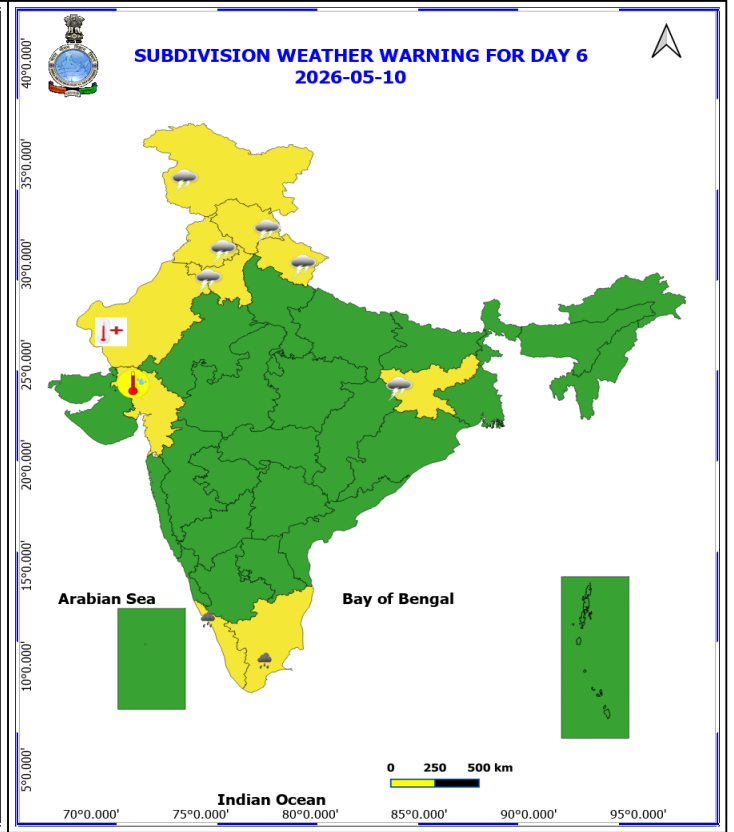 SUBDIVISION WEATHER WARNING FOR DAY 6
2026-05-10
40°0.000'
35°0.000'
30°0.000'
25°0.000'
20°0.000'
15°0.000'
10°0.000'
5°0.000'
Arabian Sea
Bay of Bengal
0 250 500 km
Indian Ocean
70°0.000' 75°0.000' 80°0.000' 85°0.000' 90°0.000' 95°0.000'